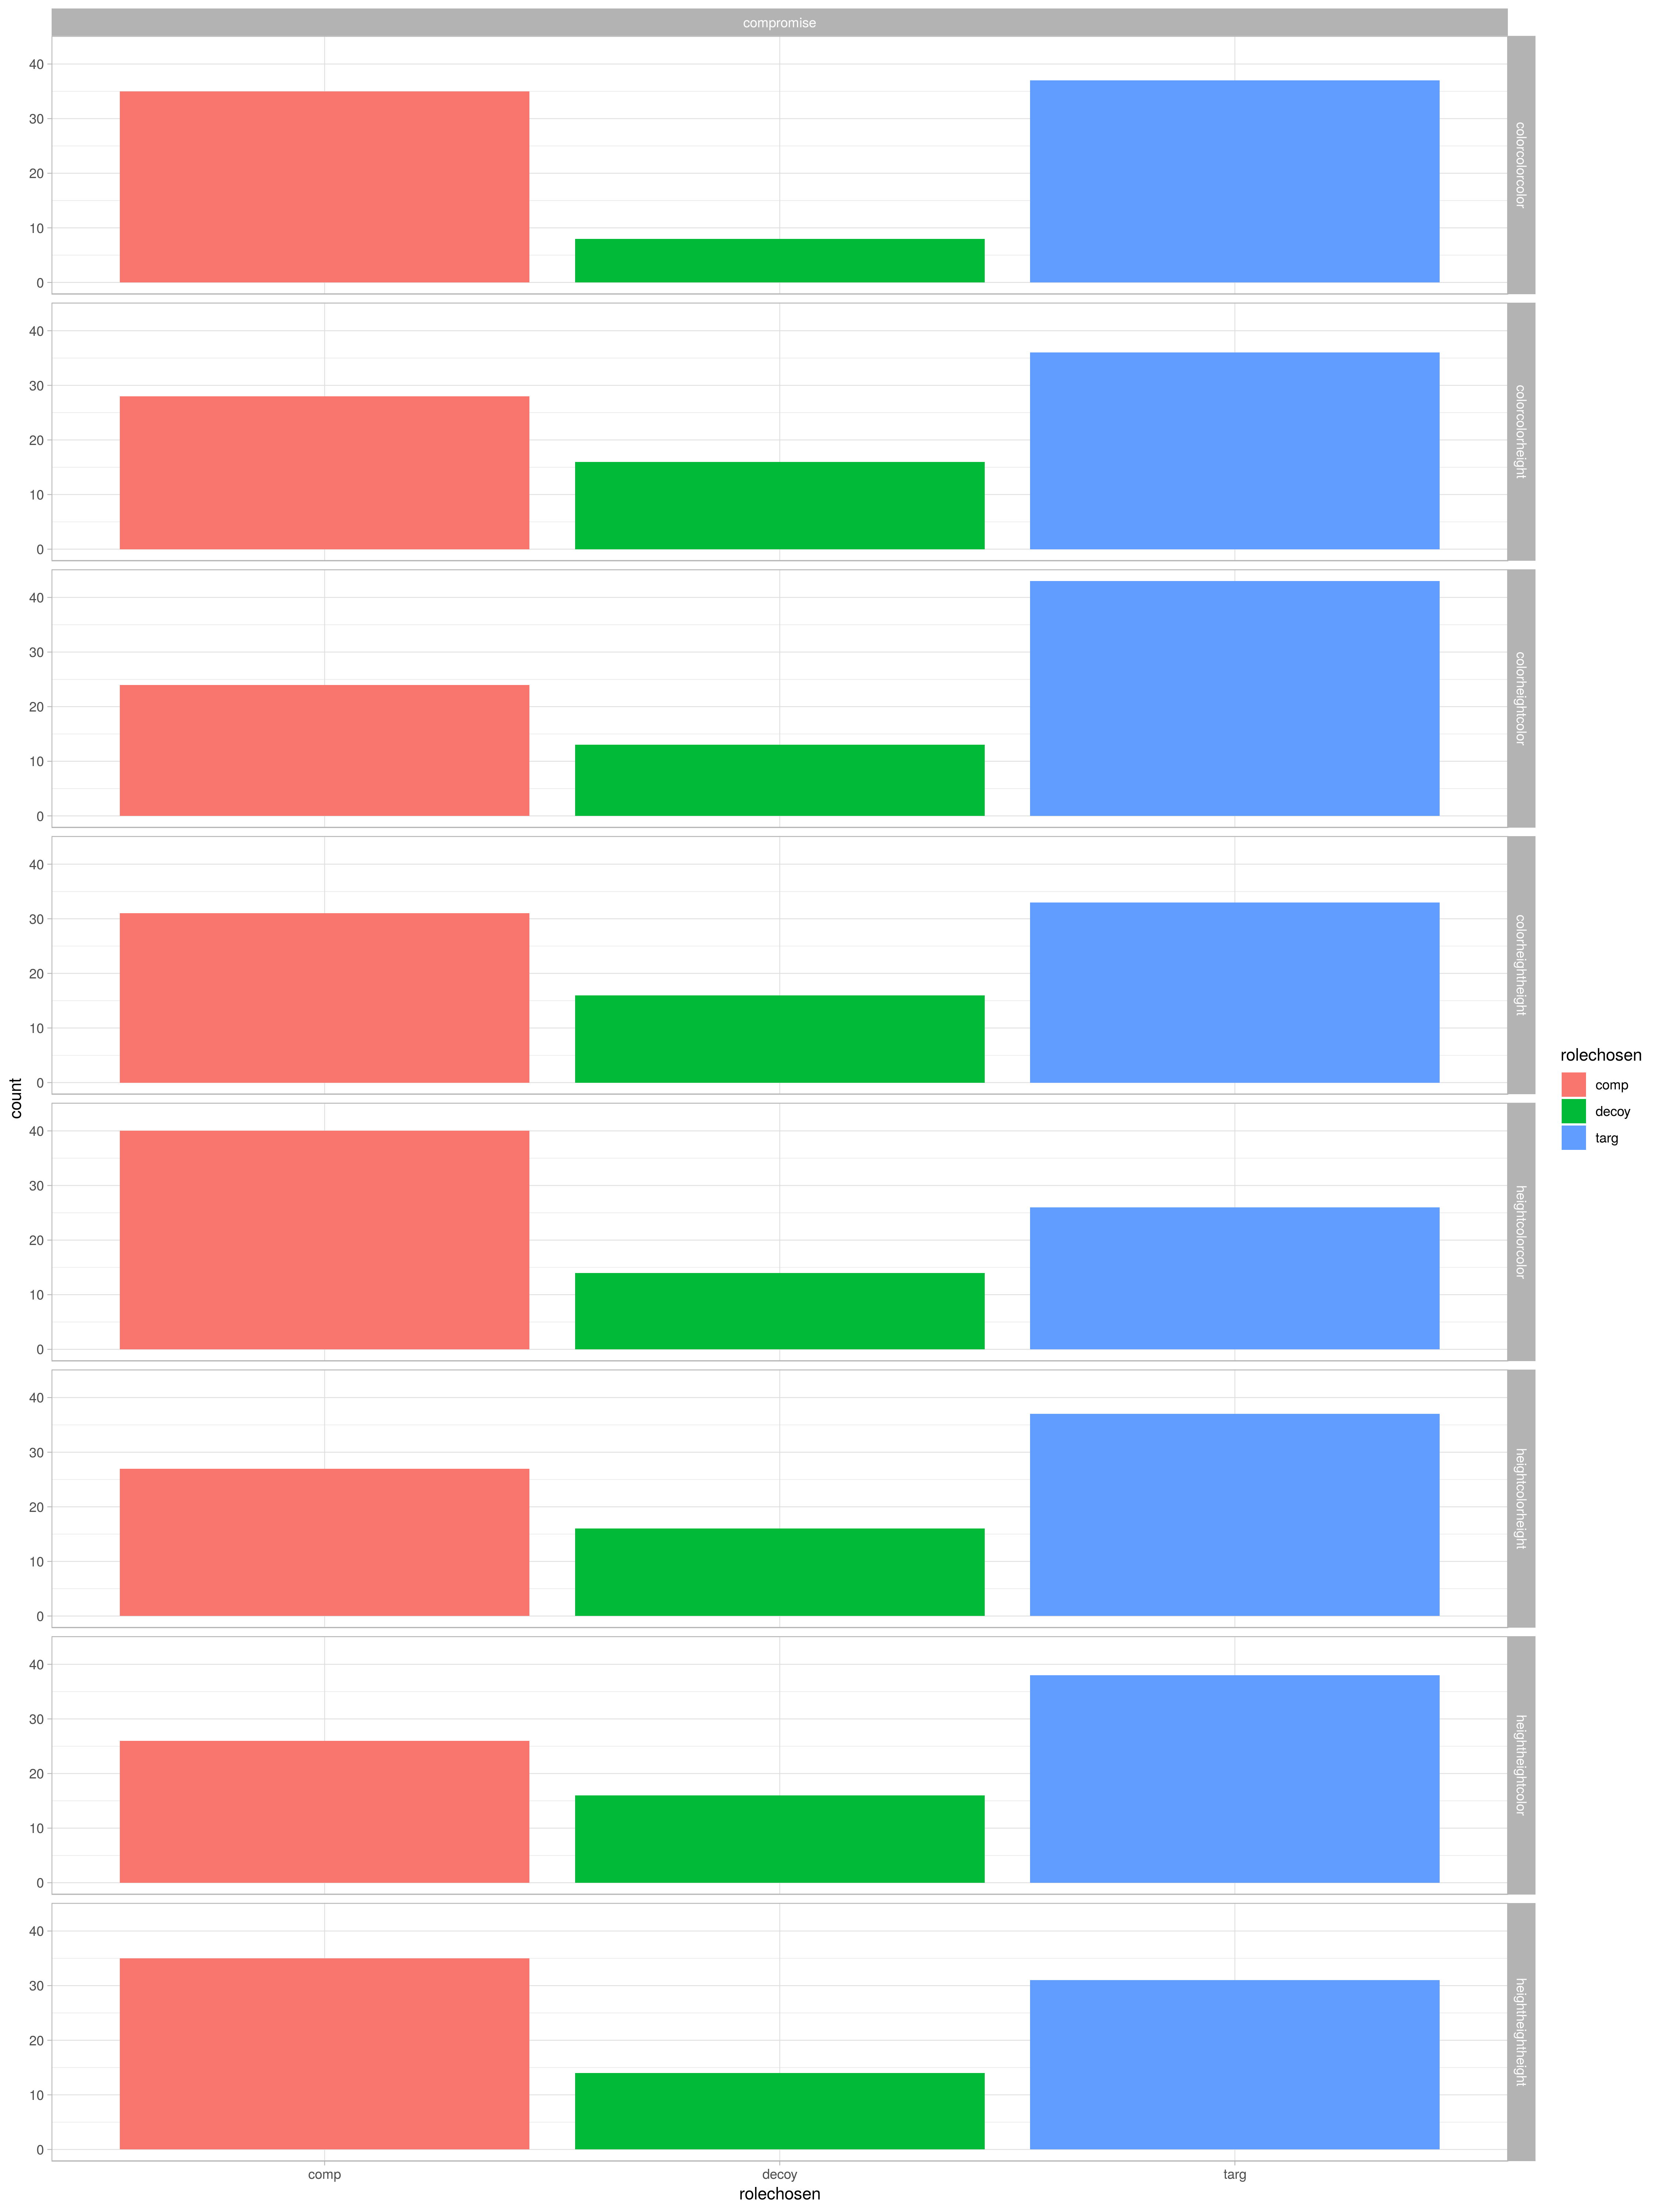 compromise
40
30
20
10
0
colorcolorcolor
40
30
20
10
0
colorcolorheight
40
30
20
10
0
colorheightcolor
40
30
20
10
0
colorheightheight
40
30
20
10
0
heightcolorcolor
40
30
20
10
0
heightcolorheight
40
30
20
10
0
heightheightcolor
40
30
20
10
0
heightheightheight
count
comp decoy targ
rolechosen
rolechosen
comp
decoy
targ